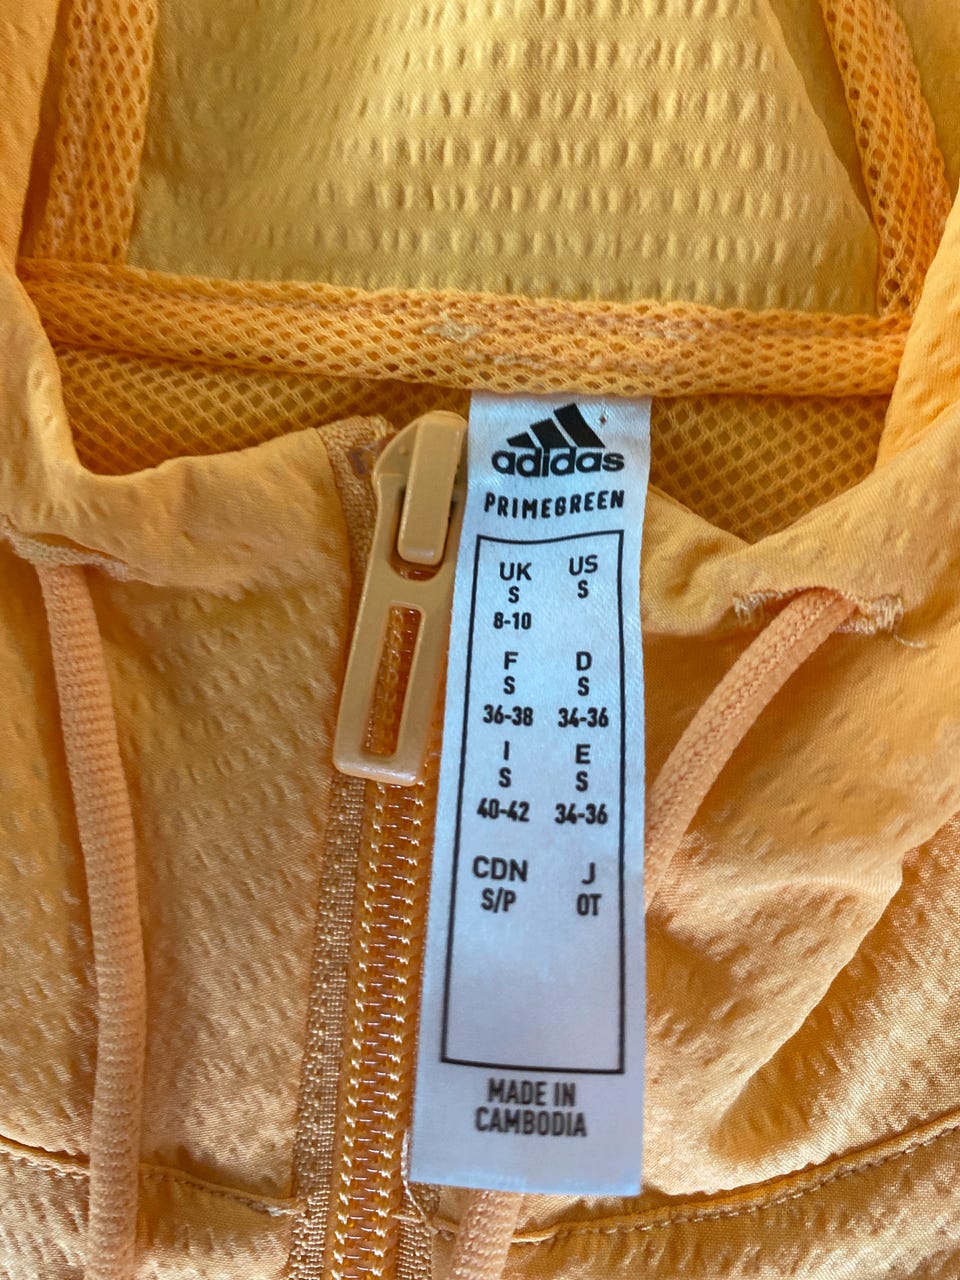 adidas
PRIMEGREEN
UK US
S S
8-10
F D
S S
36-38 34-36
I E
S S
40-42 34-36
CDN J
S/P OT
MADE IN
CAMBODIA